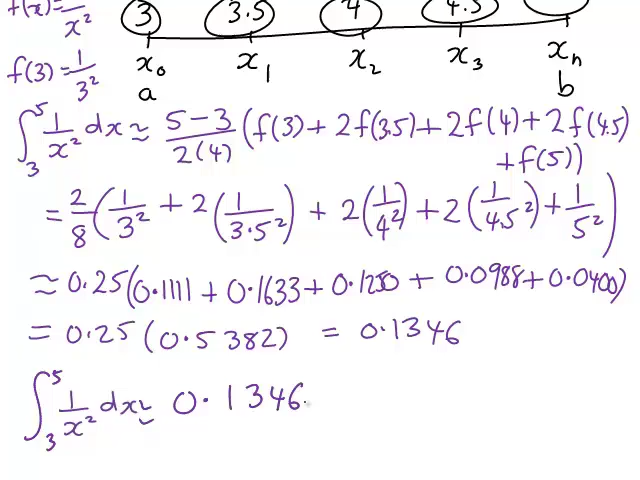 f(x) = 1/x²
3 3.5 4 4.5
f(3) = 1/3²
x₀ x₁ x₂ x₃ xₙ
a b
∫₃⁵ 1/x² dx ≈ (5-3)/2(4) (f(3) + 2f(3.5) + 2f(4) + 2f(4.5)
+ f(5))
= 2/8 (1/3² + 2(1/3.5²) + 2(1/4²) + 2(1/4.5²) + 1/5²)
≈ 0.25(0.1111 + 0.1633 + 0.1250 + 0.0988 + 0.0400)
= 0.25 (0.5382) = 0.1346
∫₃⁵ 1/x² dx ≈ 0.1346